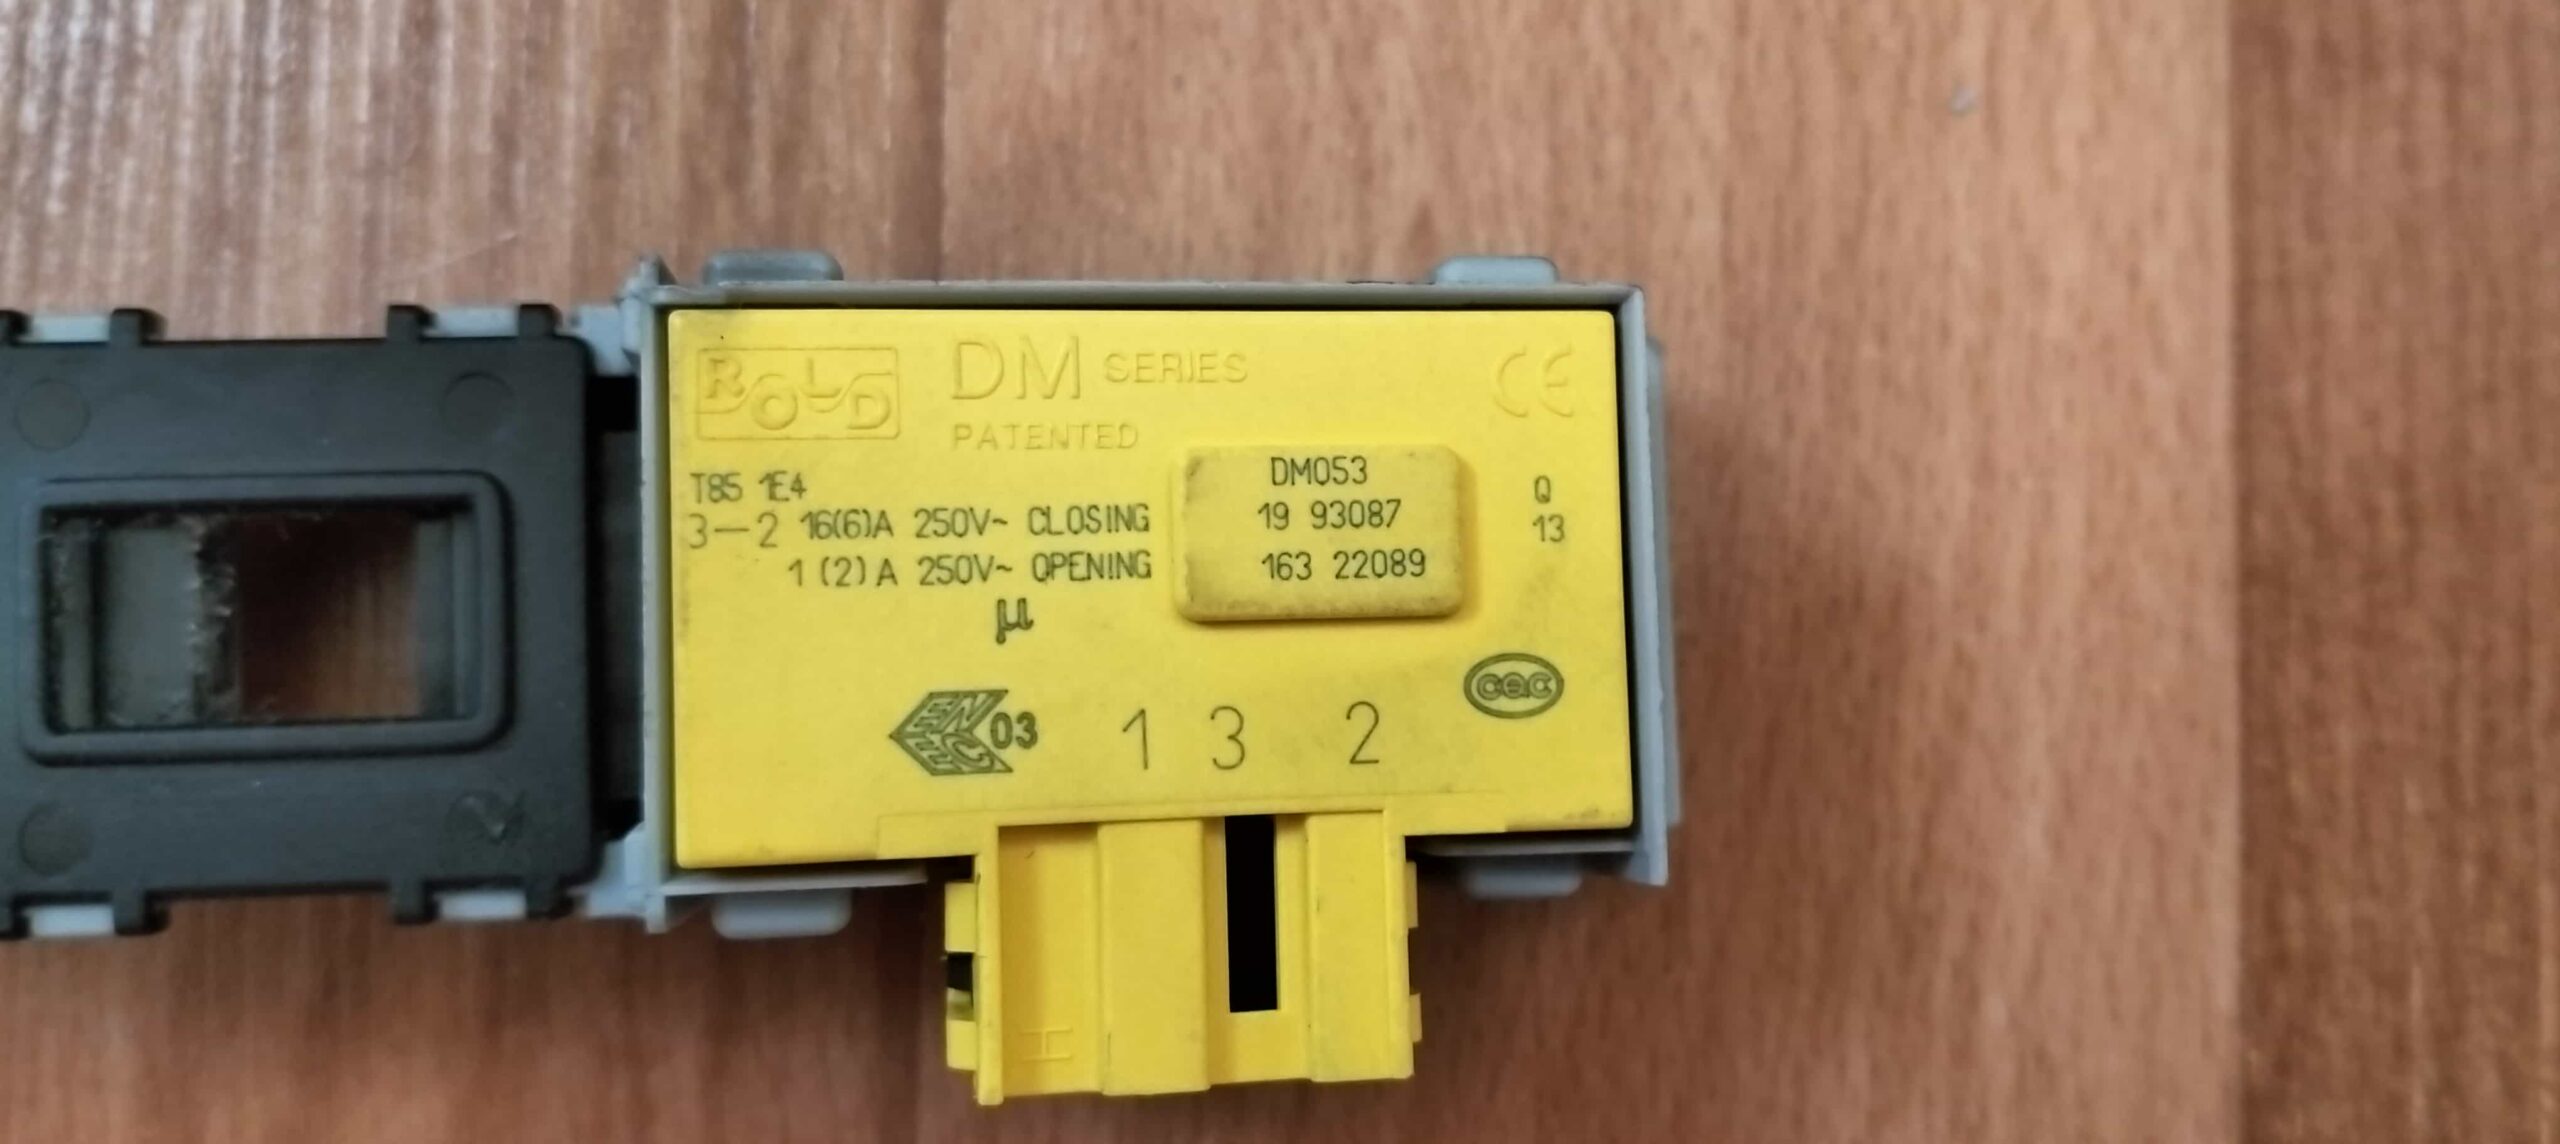 ROLD DM SERIES CE
PATENTED
T85 1E4
3—2 16(6)A 250V~ CLOSING
1 (2) A 250V~ OPENING
µ
DM053
19 93087
163 22089
Q
13
ENEC 03
1 3 2
cqc
H